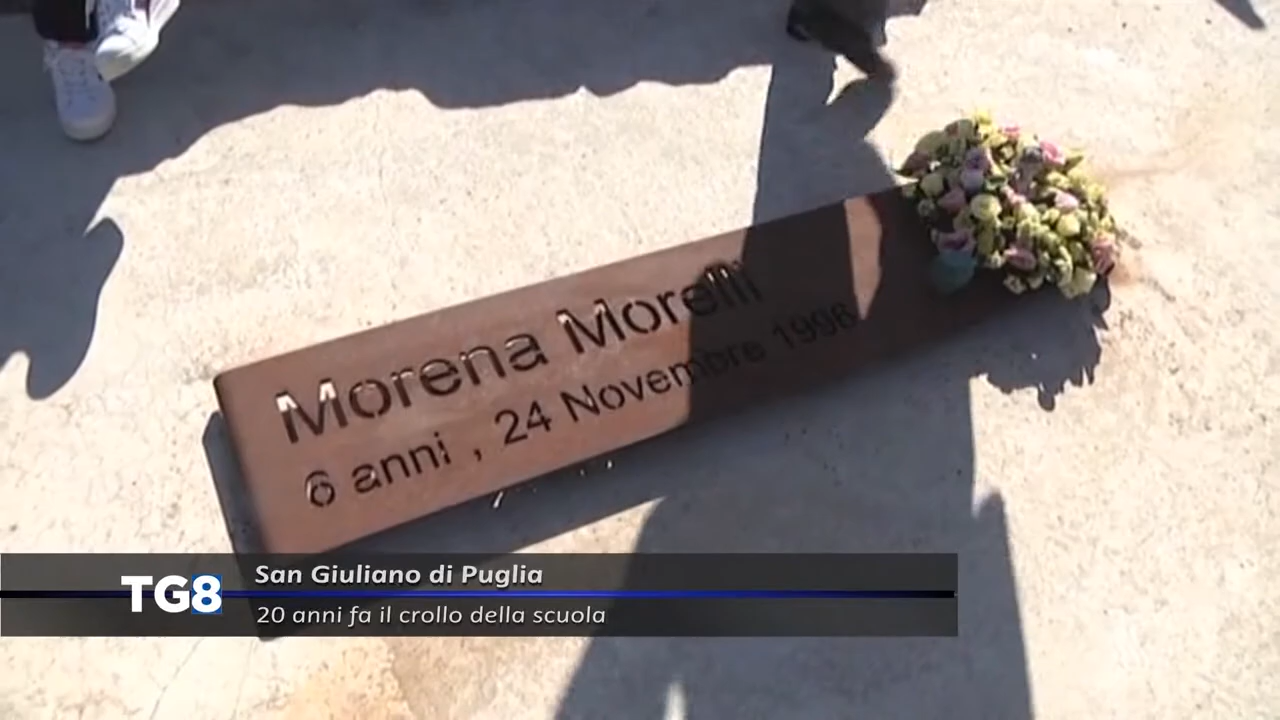 Morena Morelli
6 anni , 24 Novembre 1996
TG8
San Giuliano di Puglia
20 anni fa il crollo della scuola